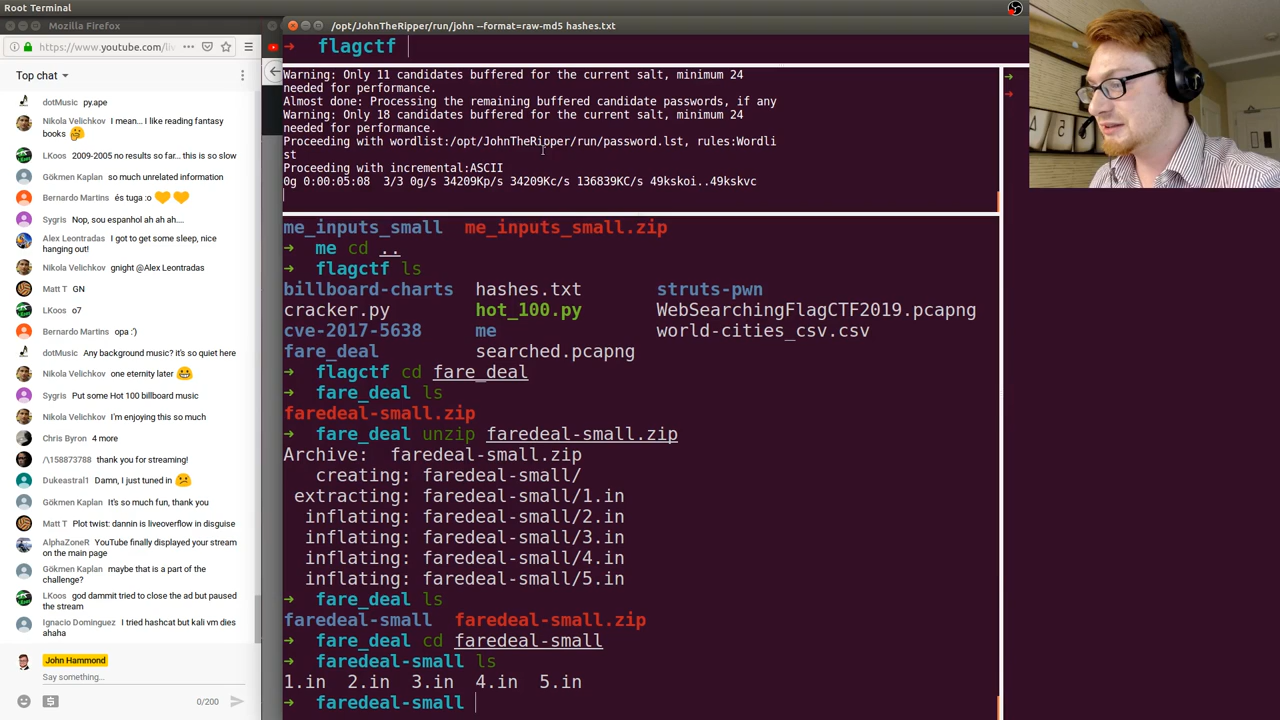 Root Terminal
Mozilla Firefox
https://www.youtube.com/liv
Top chat
dotMusic py.ape
Nikola Velichkov I mean... I like reading fantasy
books
LKoos 2009-2005 no results so far... this is so slow
Gökmen Kaplan so much unrelated information
Bernardo Martins és tuga :o
Sygris Nop, sou espanhol ah ah ah....
Alex Leontradas I got to get some sleep, nice
hanging out!
Nikola Velichkov gnight @Alex Leontradas
Matt T GN
LKoos o7
Bernardo Martins opa :')
dotMusic Any background music? it's so quiet here
Nikola Velichkov one eternity later
Sygris Put some Hot 100 billboard music
Nikola Velichkov I'm enjoying this so much
Chris Byron 4 more
/\158873788 thank you for streaming!
Dukeastral1 Damn, I just tuned in
Gökmen Kaplan It's so much fun, thank you
Matt T Plot twist: dannin is liveoverflow in disguise
AlphaZoneR YouTube finally displayed your stream
on the main page
Gökmen Kaplan maybe that is a part of the
challenge?
LKoos god dammit tried to close the ad but paused
the stream
Ignacio Dominguez I tried hashcat but kali vm dies
ahaha
John Hammond
Say something...
0/200
/opt/JohnTheRipper/run/john --format=raw-md5 hashes.txt
➜ flagctf
Warning: Only 11 candidates buffered for the current salt, minimum 24
needed for performance.
Almost done: Processing the remaining buffered candidate passwords, if any
Warning: Only 18 candidates buffered for the current salt, minimum 24
needed for performance.
Proceeding with wordlist:/opt/JohnTheRipper/run/password.lst, rules:Wordli
st
Proceeding with incremental:ASCII
0g 0:00:05:08 3/3 0g/s 34209Kp/s 34209Kc/s 136839KC/s 49kskoi..49kskvc
me_inputs_small me_inputs_small.zip
➜ me cd ..
➜ flagctf ls
billboard-charts hashes.txt struts-pwn
cracker.py hot_100.py WebSearchingFlagCTF2019.pcapng
cve-2017-5638 me world-cities_csv.csv
fare_deal searched.pcapng
➜ flagctf cd fare_deal
➜ fare_deal ls
faredeal-small.zip
➜ fare_deal unzip faredeal-small.zip
Archive: faredeal-small.zip
creating: faredeal-small/
extracting: faredeal-small/1.in
inflating: faredeal-small/2.in
inflating: faredeal-small/3.in
inflating: faredeal-small/4.in
inflating: faredeal-small/5.in
➜ fare_deal ls
faredeal-small faredeal-small.zip
➜ fare_deal cd faredeal-small
➜ faredeal-small ls
1.in 2.in 3.in 4.in 5.in
➜ faredeal-small